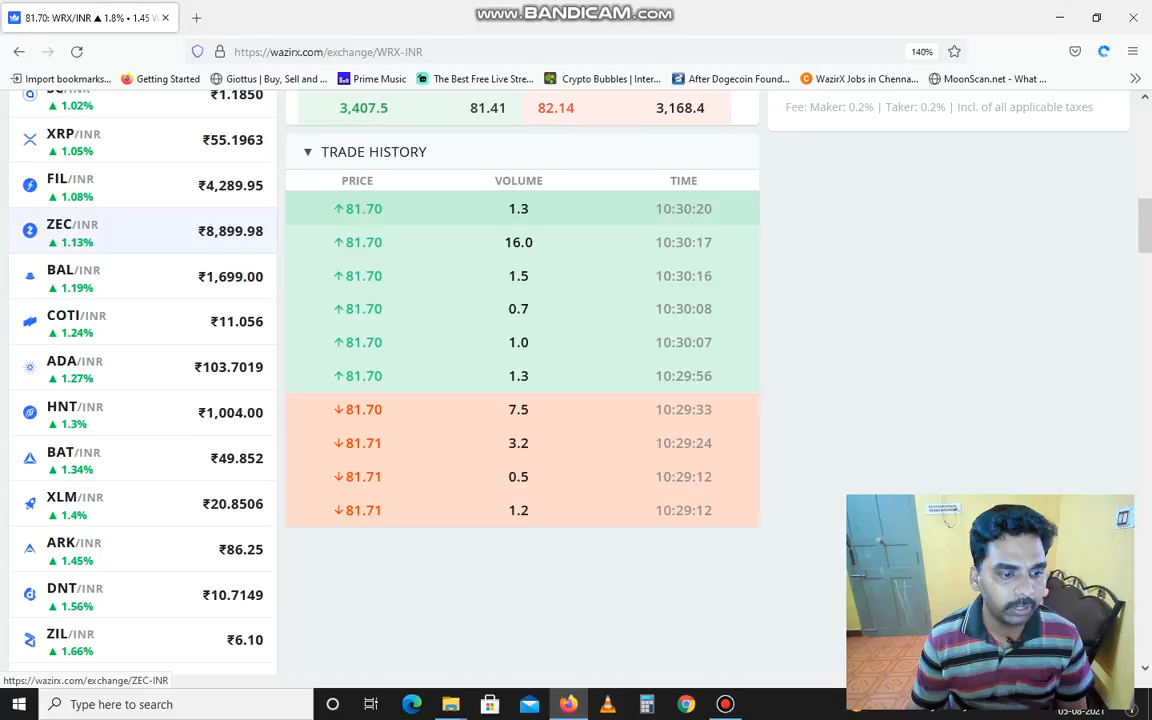 www.BANDICAM.com
81.70: WRX/INR ▲ 1.8% • 1.45
https://wazirx.com/exchange/WRX-INR
140%
Import bookmarks...
Getting Started
Giottus | Buy, Sell and ...
Prime Music
The Best Free Live Stre...
Crypto Bubbles | Inter...
After Dogecoin Found...
WazirX Jobs in Chenna...
MoonScan.net - What ...
₹1.1850
▲ 1.02%
XRP/INR
₹55.1963
▲ 1.05%
FIL/INR
₹4,289.95
▲ 1.08%
ZEC/INR
₹8,899.98
▲ 1.13%
BAL/INR
₹1,699.00
▲ 1.19%
COTI/INR
₹11.056
▲ 1.24%
ADA/INR
₹103.7019
▲ 1.27%
HNT/INR
₹1,004.00
▲ 1.3%
BAT/INR
₹49.852
▲ 1.34%
XLM/INR
₹20.8506
▲ 1.4%
ARK/INR
₹86.25
▲ 1.45%
DNT/INR
₹10.7149
▲ 1.56%
ZIL/INR
₹6.10
▲ 1.66%
3,407.5 81.41 82.14 3,168.4
▼ TRADE HISTORY
PRICE VOLUME TIME
↑81.70 1.3 10:30:20
↑81.70 16.0 10:30:17
↑81.70 1.5 10:30:16
↑81.70 0.7 10:30:08
↑81.70 1.0 10:30:07
↑81.70 1.3 10:29:56
↓81.70 7.5 10:29:33
↓81.71 3.2 10:29:24
↓81.71 0.5 10:29:12
↓81.71 1.2 10:29:12
Fee: Maker: 0.2% | Taker: 0.2% | Incl. of all applicable taxes
https://wazirx.com/exchange/ZEC-INR
Type here to search
05-08-2021